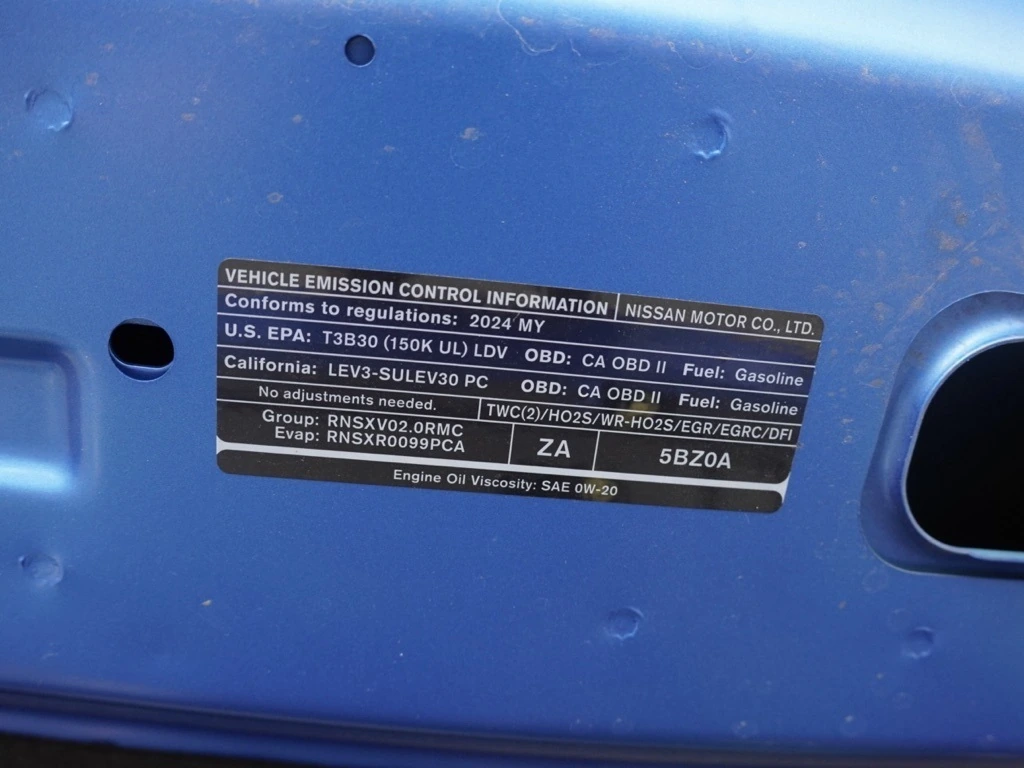 VEHICLE EMISSION CONTROL INFORMATION NISSAN MOTOR CO., LTD.
Conforms to regulations: 2024 MY
U.S. EPA: T3B30 (150K UL) LDV OBD: CA OBD II Fuel: Gasoline
California: LEV3-SULEV30 PC OBD: CA OBD II Fuel: Gasoline
No adjustments needed. TWC(2)/HO2S/WR-HO2S/EGR/EGRC/DFI
Group: RNSXV02.0RMC
Evap: RNSXR0099PCA ZA 5BZ0A
Engine Oil Viscosity: SAE 0W-20